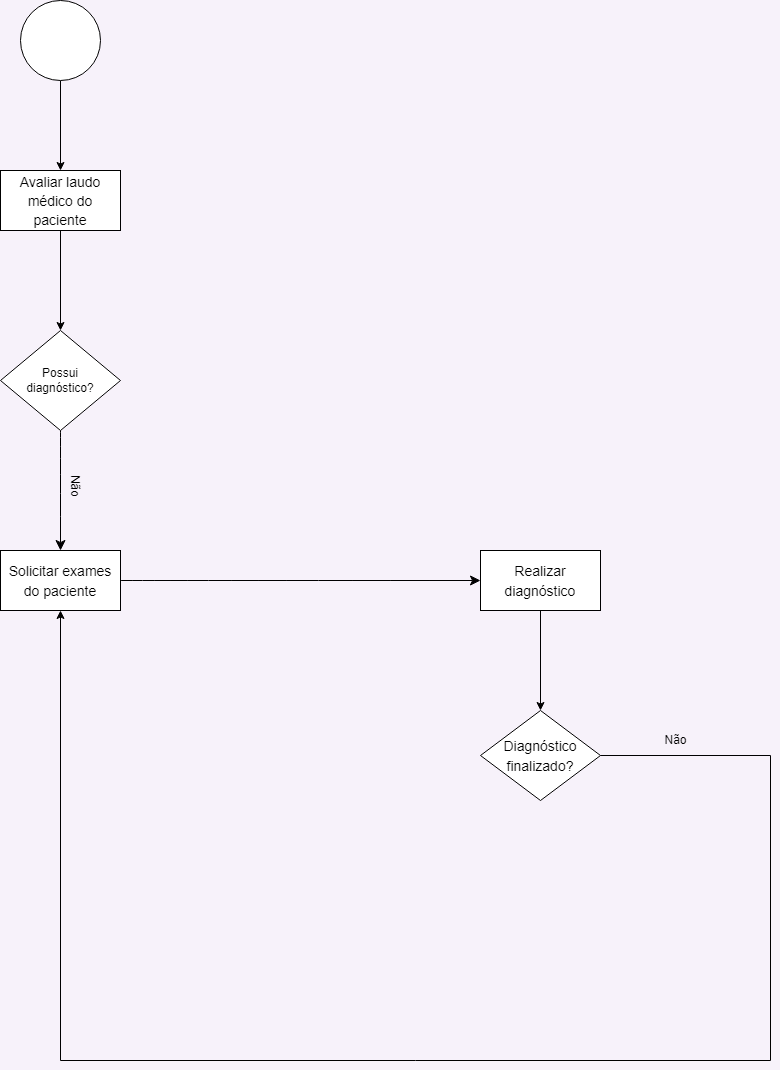 Avaliar laudo
médico do
paciente
Possui
diagnóstico?
Não
Solicitar exames
do paciente
Realizar
diagnóstico
Diagnóstico
finalizado?
Não